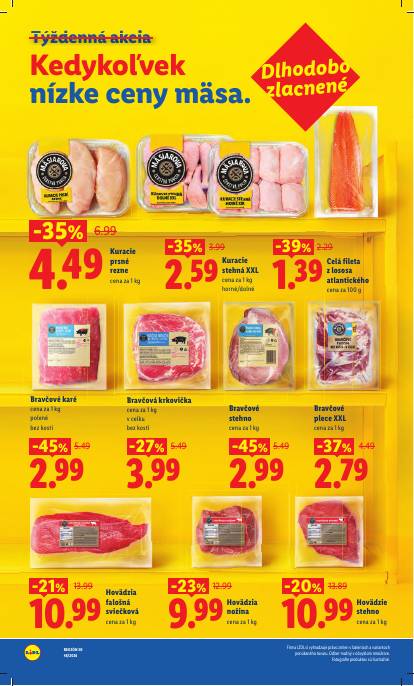 Týždenná akcia
Kedykoľvek
nízke ceny mäsa.
Dlhodobo
zlacnené
MÄSIAROVA
MÄSIAROVA
MÄSIAROVA
-35% 6.99
4.49
Kuracie
prsné
rezne
cena za 1 kg
-35% 3.99
2.59
Kuracie
stehná XXL
cena za 1 kg
horné/dolné
-39% 2.29
1.39
Celá fileta
z lososa
atlantického
cena za 100 g
Bravčové karé
cena za 1 kg
polené
bez kosti
-45% 5.49
2.99
Bravčová krkovička
cena za 1 kg
v celku
bez kosti
-27% 5.49
3.99
Bravčové
stehno
cena za 1 kg
-45% 5.49
2.99
Bravčové
plece XXL
cena za 1 kg
-37% 4.49
2.79
-21% 13.99
10.99
Hovädzia
falošná
sviečková
cena za 1 kg
-23% 12.99
9.99
Hovädzia
nožina
cena za 1 kg
-20% 13.89
10.99
Hovädzie
stehno
cena za 1 kg
LIDL